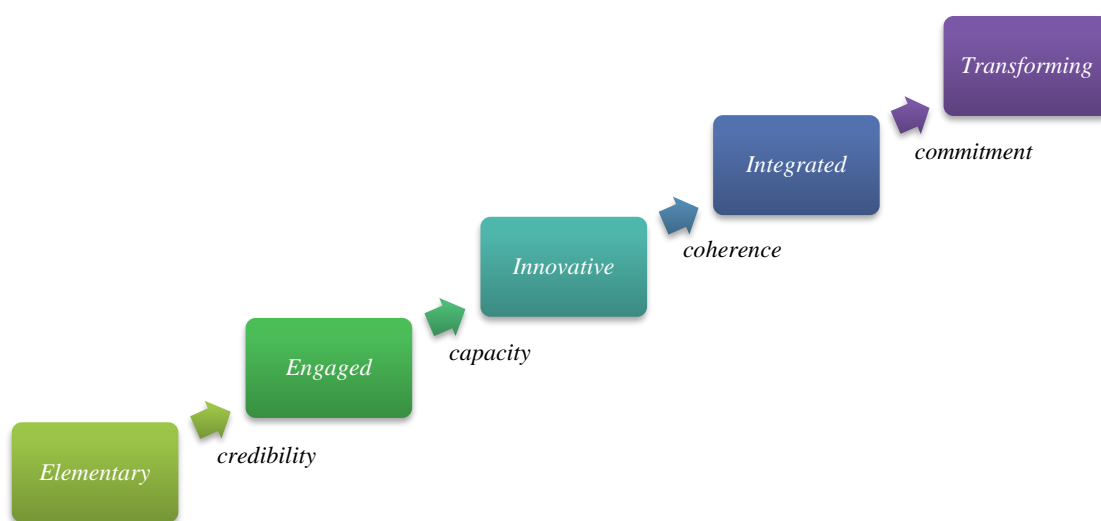 Transforming
commitment
Integrated
coherence
Innovative
capacity
Engaged
credibility
Elementary